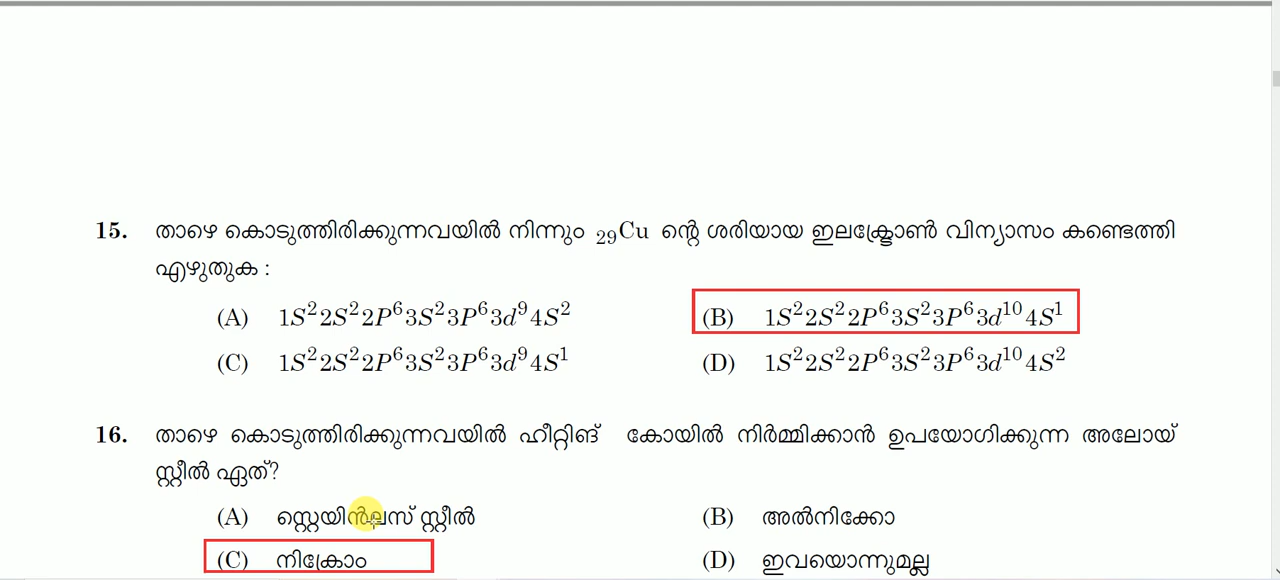 15. താഴെ കൊടുത്തിരിക്കുന്നവയിൽ നിന്നും ₂₉Cu ന്റെ ശരിയായ ഇലക്ട്രോൺ വിന്യാസം കണ്ടെത്തി
എഴുതുക :
(A) 1S²2S²2P⁶3S²3P⁶3d⁹4S² (B) 1S²2S²2P⁶3S²3P⁶3d¹⁰4S¹
(C) 1S²2S²2P⁶3S²3P⁶3d⁹4S¹ (D) 1S²2S²2P⁶3S²3P⁶3d¹⁰4S²
16. താഴെ കൊടുത്തിരിക്കുന്നവയിൽ ഹീറ്റിങ് കോയിൽ നിർമ്മിക്കാൻ ഉപയോഗിക്കുന്ന അലോയ്
സ്റ്റീൽ ഏത്?
(A) സ്റ്റെയിൻലസ് സ്റ്റീൽ (B) അൽനിക്കോ
(C) നിക്രോം (D) ഇവയൊന്നുമല്ല